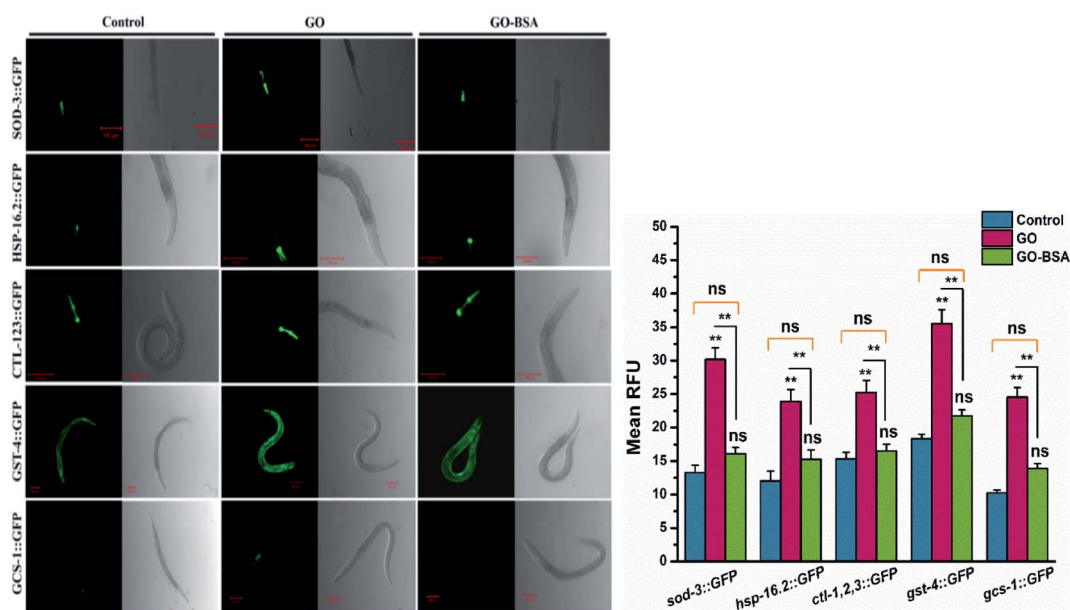 Control GO GO-BSA
SOD-3::GFP
HSP-16.2::GFP
CTL-123::GFP
GST-4::GFP
GCS-1::GFP
Control
GO
GO-BSA
Mean RFU
50
45
40
35
30
25
20
15
10
5
0
ns
**
**
ns
ns
**
**
ns
ns
**
**
ns
ns
**
**
ns
ns
**
**
ns
sod-3::GFP
hsp-16.2::GFP
ctl-1,2,3::GFP
gst-4::GFP
gcs-1::GFP